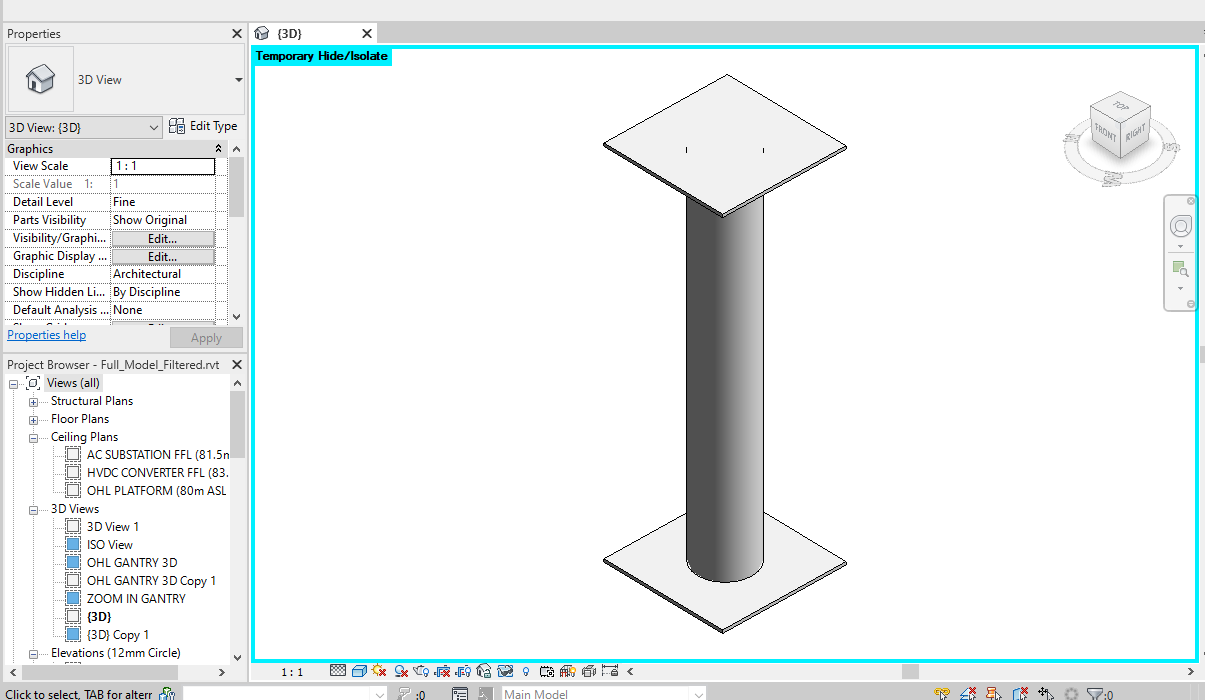 Properties
3D View
3D View: {3D}
Edit Type
Graphics
View Scale
1 : 1
Scale Value 1:
1
Detail Level
Fine
Parts Visibility
Show Original
Visibility/Graphi...
Edit...
Graphic Display ...
Edit...
Discipline
Architectural
Show Hidden Li...
By Discipline
Default Analysis ...
None
Properties help
Apply
Project Browser - Full_Model_Filtered.rvt
Views (all)
Structural Plans
Floor Plans
Ceiling Plans
AC SUBSTATION FFL (81.5m
HVDC CONVERTER FFL (83.
OHL PLATFORM (80m ASL
3D Views
3D View 1
ISO View
OHL GANTRY 3D
OHL GANTRY 3D Copy 1
ZOOM IN GANTRY
{3D}
{3D} Copy 1
Elevations (12mm Circle)
{3D}
Temporary Hide/Isolate
TOP
FRONT
RIGHT
1 : 1
Click to select, TAB for altern
:0
Main Model
:0